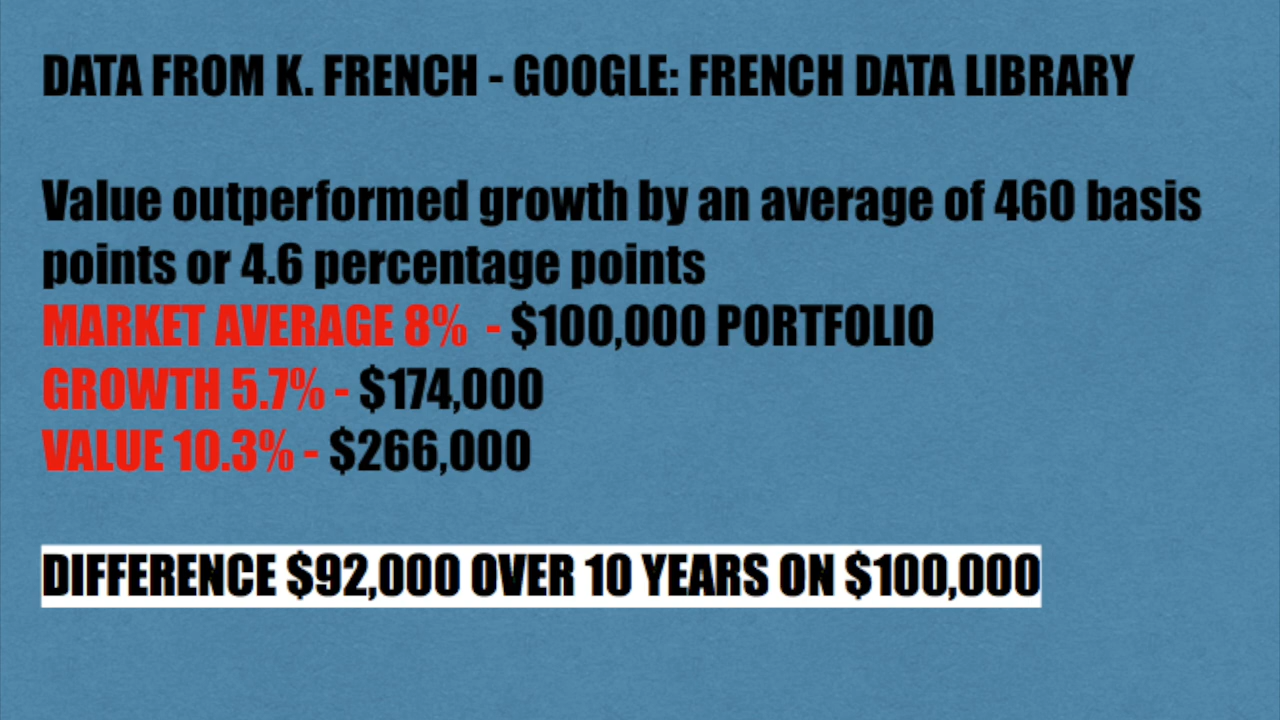 DATA FROM K. FRENCH - GOOGLE: FRENCH DATA LIBRARY
Value outperformed growth by an average of 460 basis
points or 4.6 percentage points
MARKET AVERAGE 8% - $100,000 PORTFOLIO
GROWTH 5.7% - $174,000
VALUE 10.3% - $266,000
DIFFERENCE $92,000 OVER 10 YEARS ON $100,000